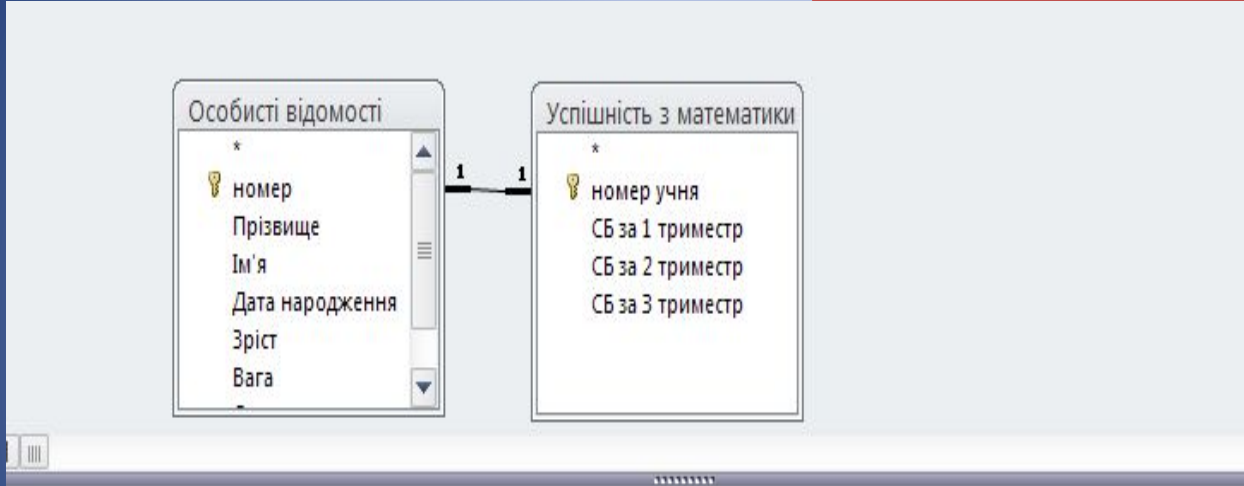 Особисті відомості
*
номер
Прізвище
Ім'я
Дата народження
Зріст
Вага
1
1
Успішність з математики
*
номер учня
СБ за 1 триместр
СБ за 2 триместр
СБ за 3 триместр